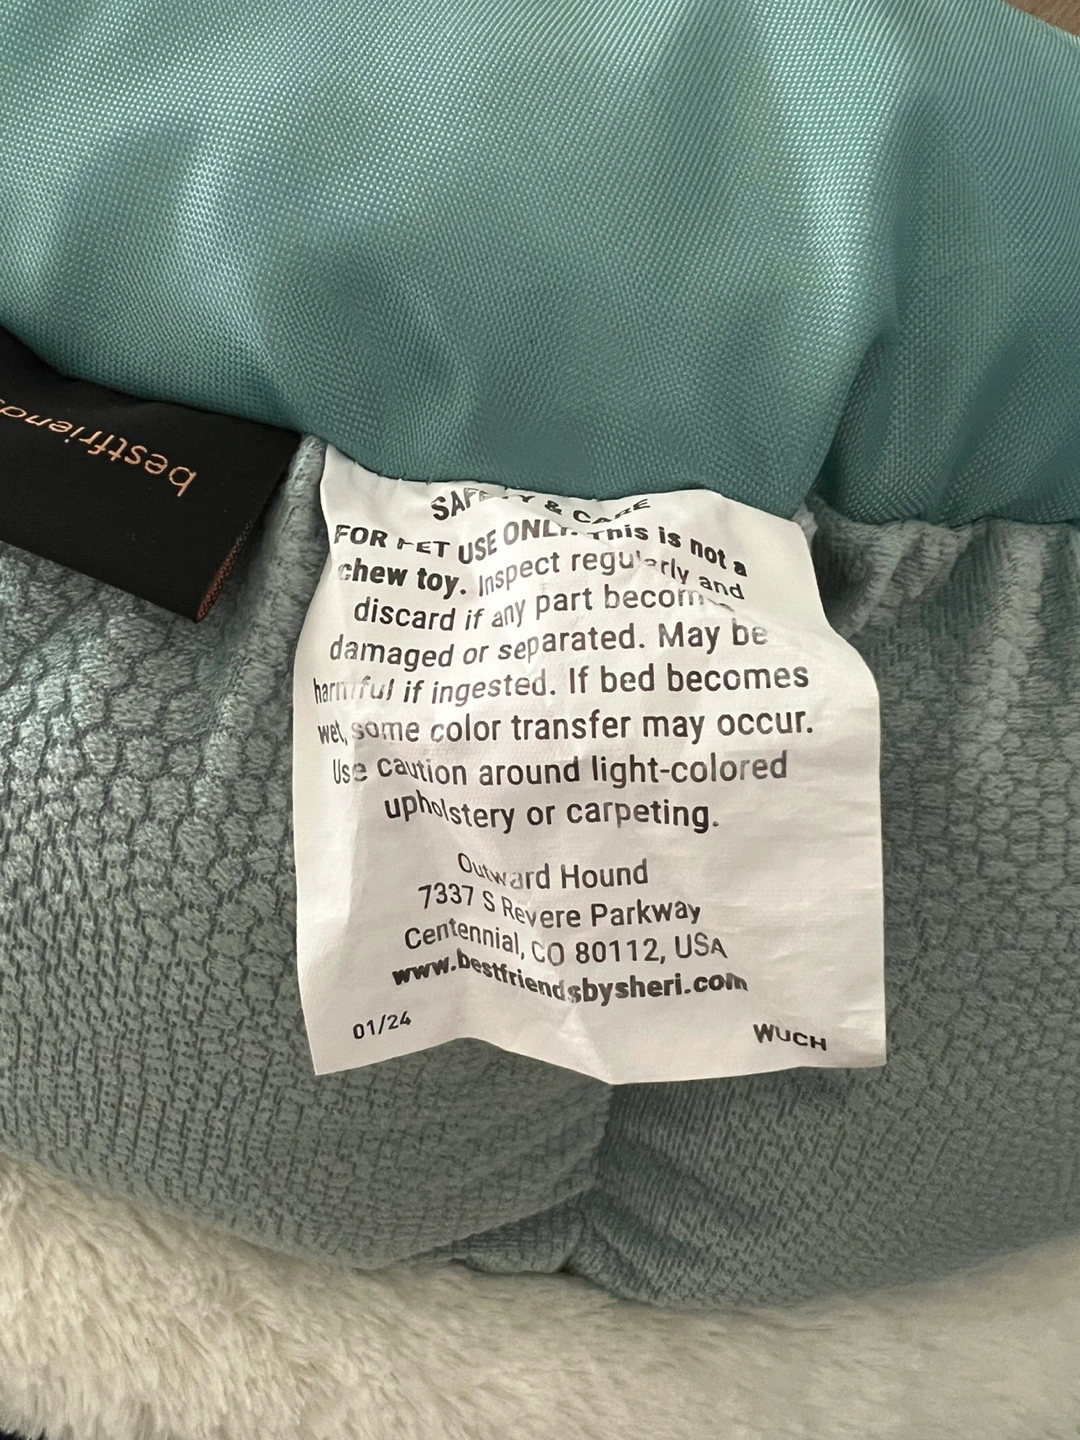 bestfriends
SAFETY & CARE
FOR PET USE ONLY. This is not a
chew toy. Inspect regularly and
discard if any part becomes
damaged or separated. May be
harmful if ingested. If bed becomes
wet, some color transfer may occur.
Use caution around light-colored
upholstery or carpeting.
Outward Hound
7337 S Revere Parkway
Centennial, CO 80112, USA
www.bestfriendsbysheri.com
01/24 WUCH